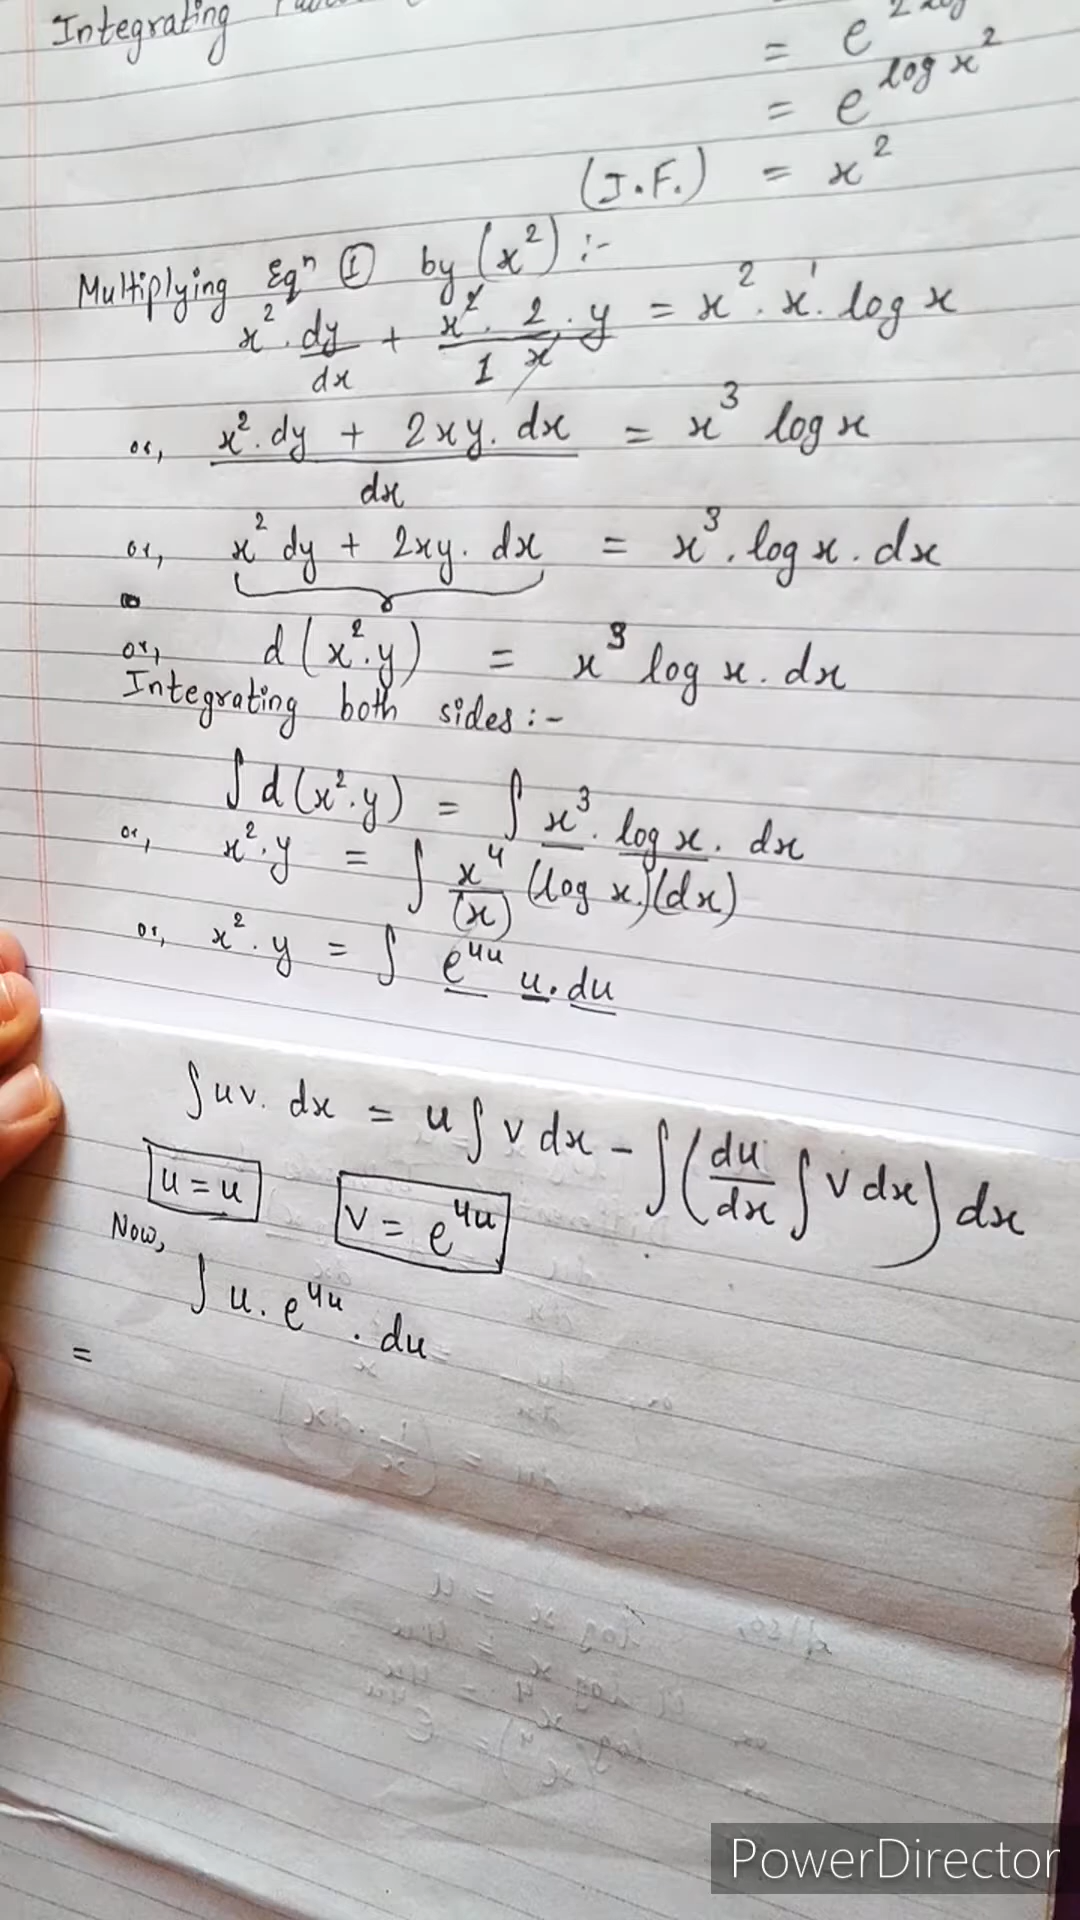 Integrating
= e^2 log
= e^log x^2
(I.F.) = x^2
Multiplying Eqn ① by (x^2) :-
x^2 . dy/dx + x^2 . 2 . y / 1 x = x^2 . x^1 . log x
or, x^2 . dy + 2xy . dx / dx = x^3 log x
or, x^2 dy + 2xy . dx = x^3 . log x . dx
or, d (x^2 . y) = x^3 log x . dx
Integrating both sides :-
∫ d (x^2 . y) = ∫ x^3 . log x . dx
or, x^2 . y = ∫ x^4/(x) (log x.)(dx)
or, x^2 . y = ∫ e^4u u . du
∫ uv . dx = u ∫ v dx - ∫ (du/dx ∫ v dx) dx
u = u v = e^4u
Now,
∫ u . e^4u . du
=
PowerDirector